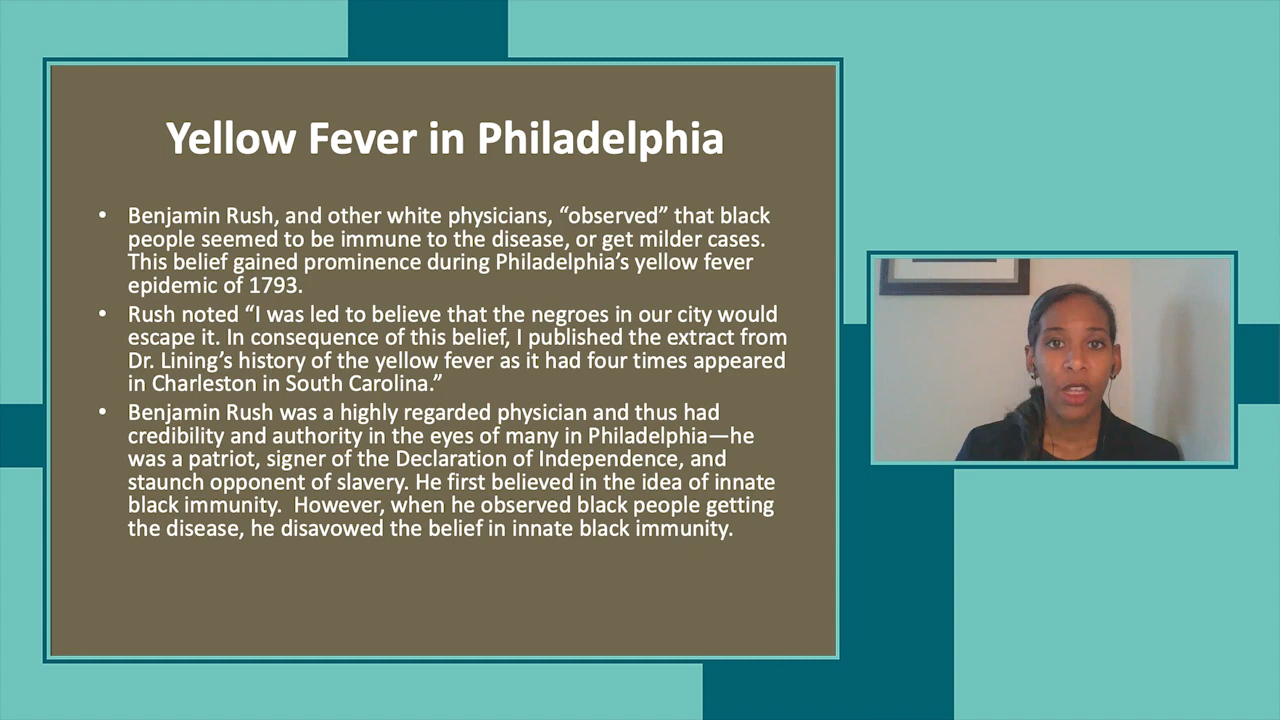 Yellow Fever in Philadelphia
• Benjamin Rush, and other white physicians, “observed” that black
people seemed to be immune to the disease, or get milder cases.
This belief gained prominence during Philadelphia’s yellow fever
epidemic of 1793.
• Rush noted “I was led to believe that the negroes in our city would
escape it. In consequence of this belief, I published the extract from
Dr. Lining’s history of the yellow fever as it had four times appeared
in Charleston in South Carolina.”
• Benjamin Rush was a highly regarded physician and thus had
credibility and authority in the eyes of many in Philadelphia—he
was a patriot, signer of the Declaration of Independence, and
staunch opponent of slavery. He first believed in the idea of innate
black immunity.  However, when he observed black people getting
the disease, he disavowed the belief in innate black immunity.